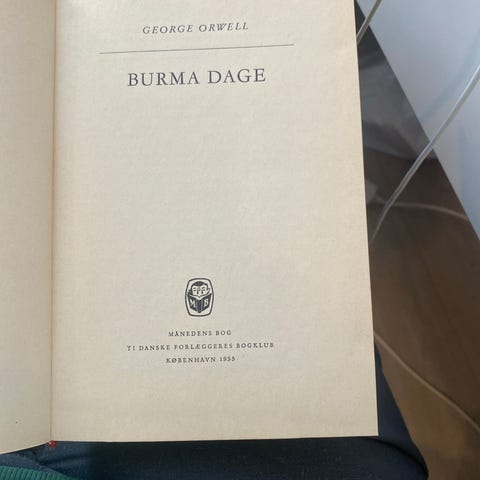 GEORGE ORWELL
BURMA DAGE
M B
MÅNEDENS BOG
TI DANSKE FORLÆGGERES BOGKLUB
KØBENHAVN 1955